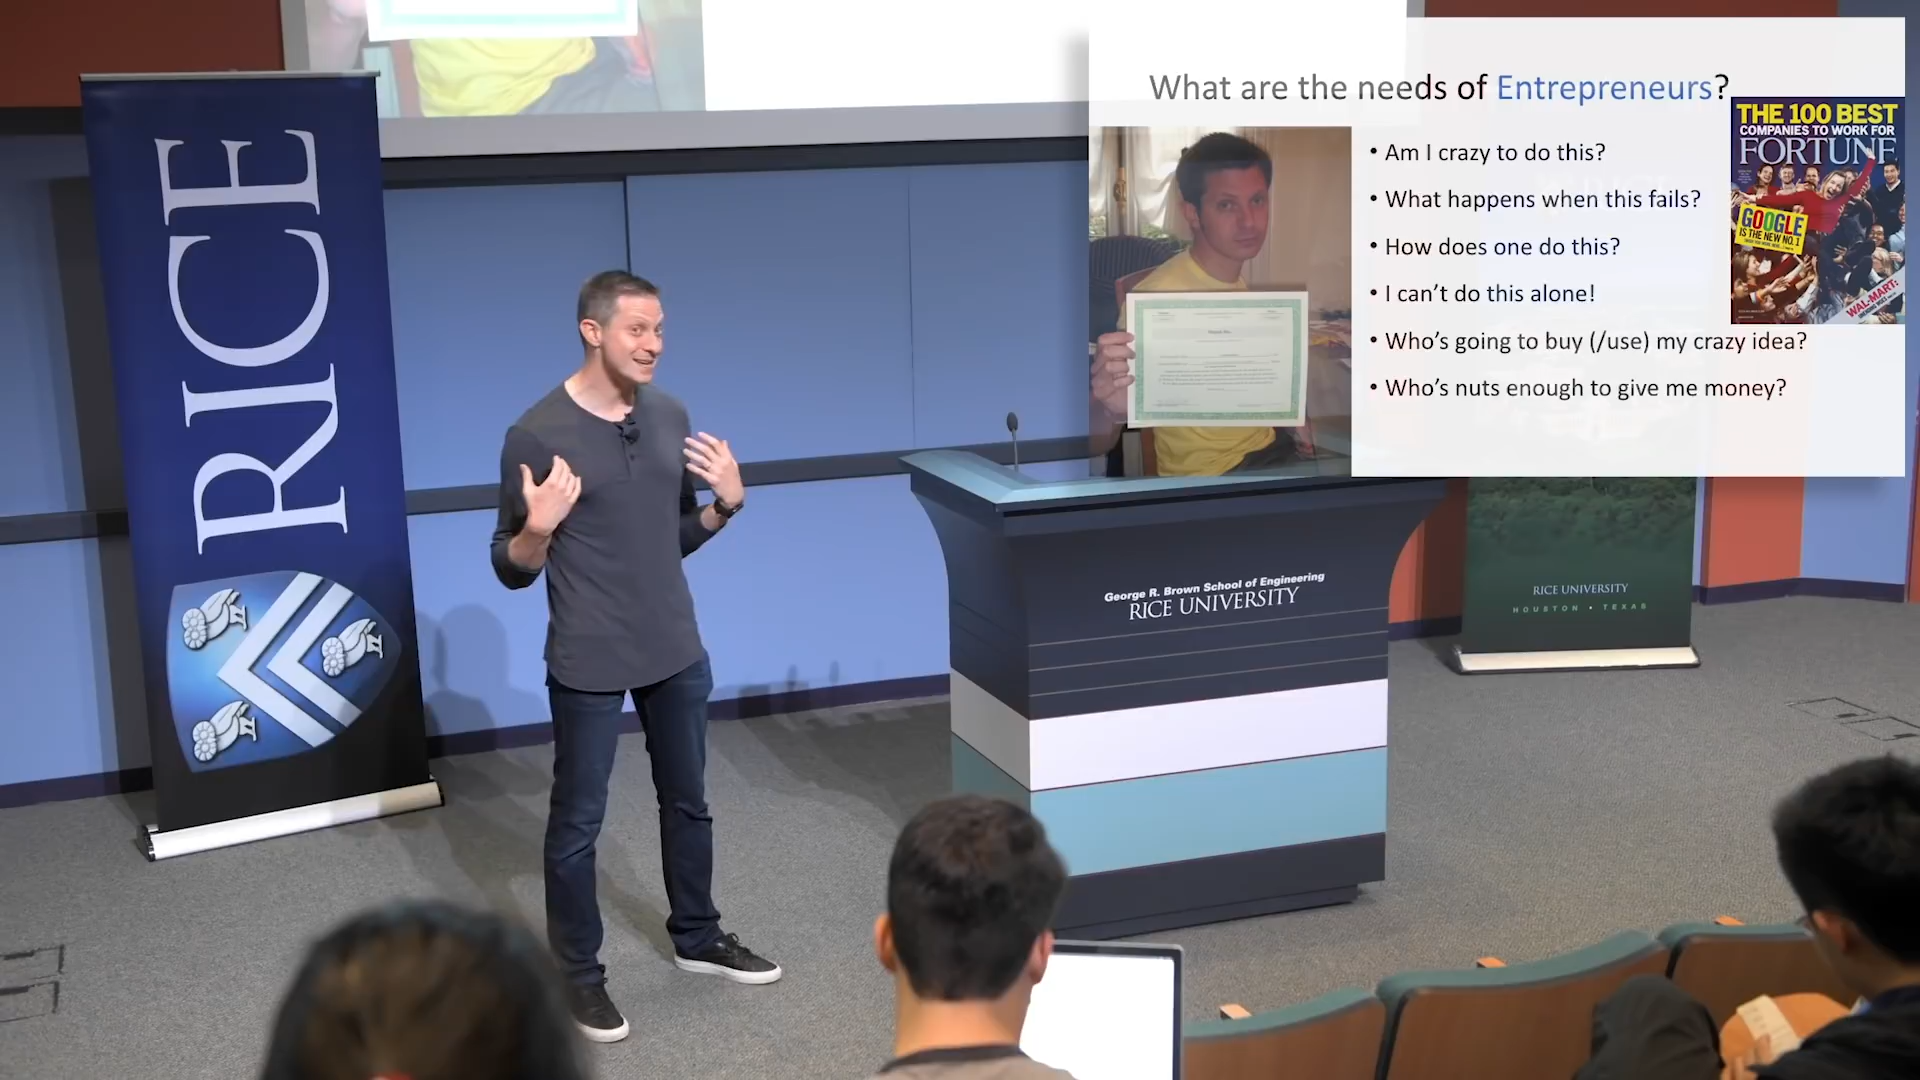 RICE
What are the needs of Entrepreneurs?
• Am I crazy to do this?
• What happens when this fails?
• How does one do this?
• I can't do this alone!
• Who's going to buy (/use) my crazy idea?
• Who's nuts enough to give me money?
THE 100 BEST
COMPANIES TO WORK FOR
FORTUNE
GOOGLE
IS THE NEW NO. 1
WAL-MART:
George R. Brown School of Engineering
RICE UNIVERSITY
RICE UNIVERSITY
HOUSTON • TEXAS